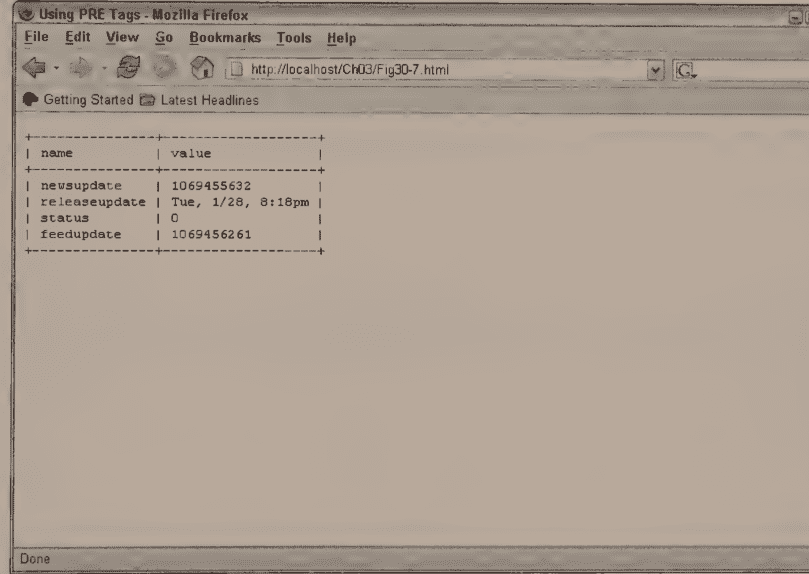 Using PRE Tags - Mozilla Firefox
File Edit View Go Bookmarks Tools Help
http://localhost/Ch03/Fig30-7.html G
Getting Started Latest Headlines
+--------------+------------------+
| name | value |
+--------------+------------------+
| newsupdate | 1069455632 |
| releaseupdate | Tue, 1/28, 8:18pm |
| status | 0 |
| feedupdate | 1069456261 |
+--------------+------------------+
Done